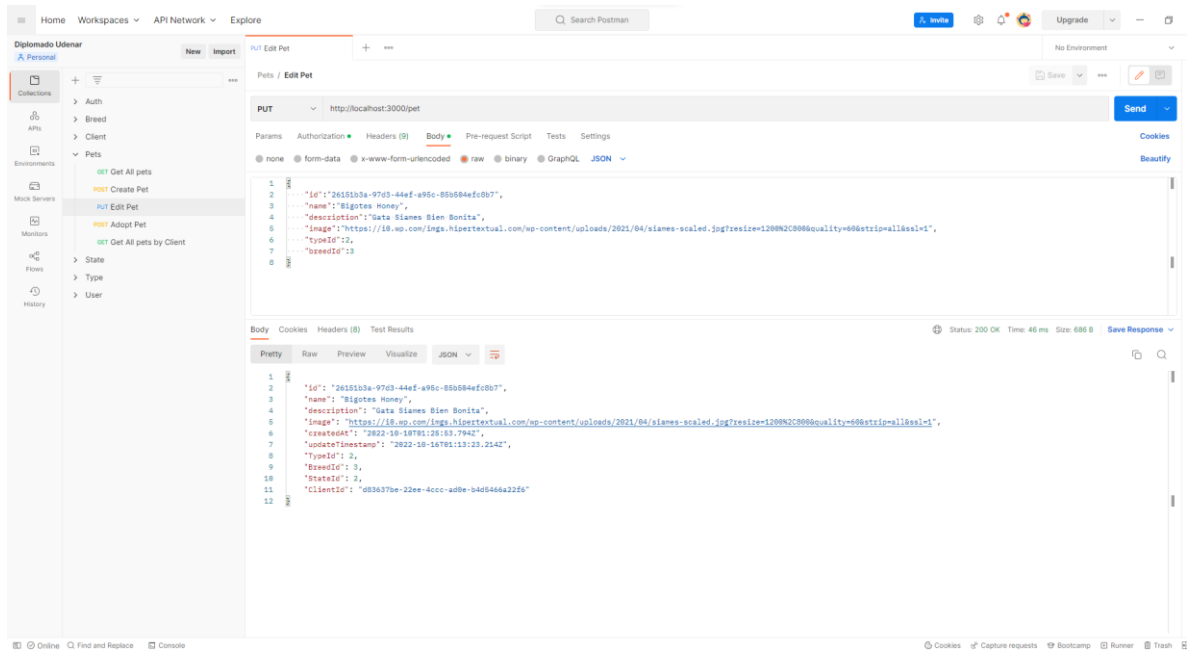 Home Workspaces API Network Explore
Search Postman
Invite
Upgrade
Diplomado Udenar
Personal
New Import
PUT Edit Pet
No Environment
Collections
APIs
Environments
Mock Servers
Monitors
Flows
History
Auth
Breed
Client
Pets
GET Get All pets
POST Create Pet
PUT Edit Pet
POST Adopt Pet
GET Get All pets by Client
State
Type
User
Pets / Edit Pet
Save
PUT http://localhost:3000/pet
Send
Params Authorization Headers (9) Body Pre-request Script Tests Settings
Cookies
none form-data x-www-form-urlencoded raw binary GraphQL JSON
Beautify
1 {
2 "id":"26151b3a-97d3-44ef-a95c-85b504efc8b7",
3 "name":"Bigotes Honey",
4 "description":"Gata Siames Bien Bonita",
5 "image":"https://i0.wp.com/imgs.hipertextual.com/wp-content/uploads/2021/04/siames-scaled.jpg?resize=1200%2C800&quality=60&strip=all&ssl=1",
6 "typeId":2,
7 "breedId":3
8 }
Body Cookies Headers (8) Test Results
Status: 200 OK Time: 46 ms Size: 686 B Save Response
Pretty Raw Preview Visualize JSON
1 {
2 "id": "26151b3a-97d3-44ef-a95c-85b504efc8b7",
3 "name": "Bigotes Honey",
4 "description": "Gata Siames Bien Bonita",
5 "image": "https://i0.wp.com/imgs.hipertextual.com/wp-content/uploads/2021/04/siames-scaled.jpg?resize=1200%2C800&quality=60&strip=all&ssl=1",
6 "createdAt": "2022-10-10T01:25:53.794Z",
7 "updateTimestamp": "2022-10-16T01:13:23.214Z",
8 "TypeId": 2,
9 "BreedId": 3,
10 "StateId": 2,
11 "ClientId": "d83637be-22ee-4ccc-ad0e-b4d5466a22f6"
12 }
Online Find and Replace Console
Cookies Capture requests Bootcamp Runner Trash